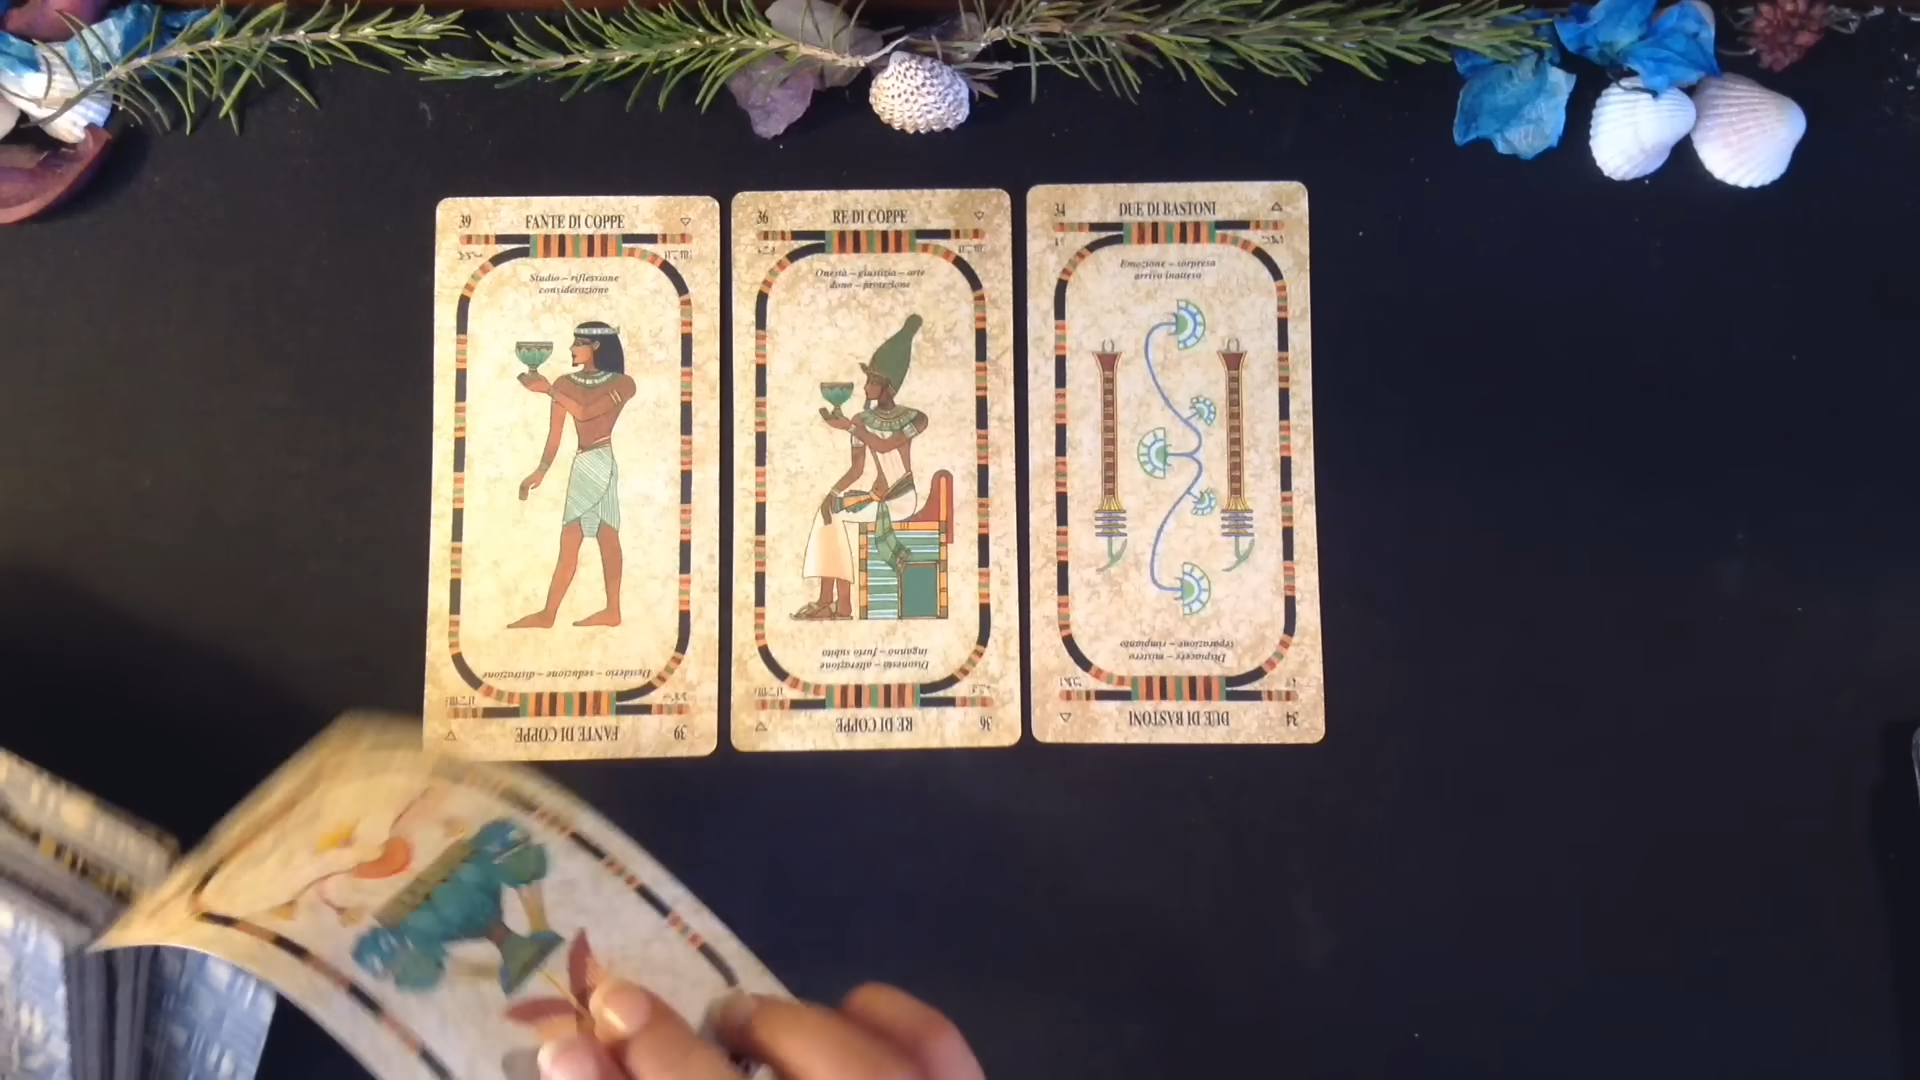 39 FANTE DI COPPE
Studio – riflessione
considerazione
Desiderio – seduzione – distrazione
FANTE DI COPPE 39
36 RE DI COPPE
Onestà – giustizia – arte
dono – protezione
Disonestà – alterazione
inganno – furto subito
RE DI COPPE 36
34 DUE DI BASTONI
Emozione – sorpresa
arrivo inatteso
Dispiacere – mistero
separazione – rimpianto
DUE DI BASTONI 34